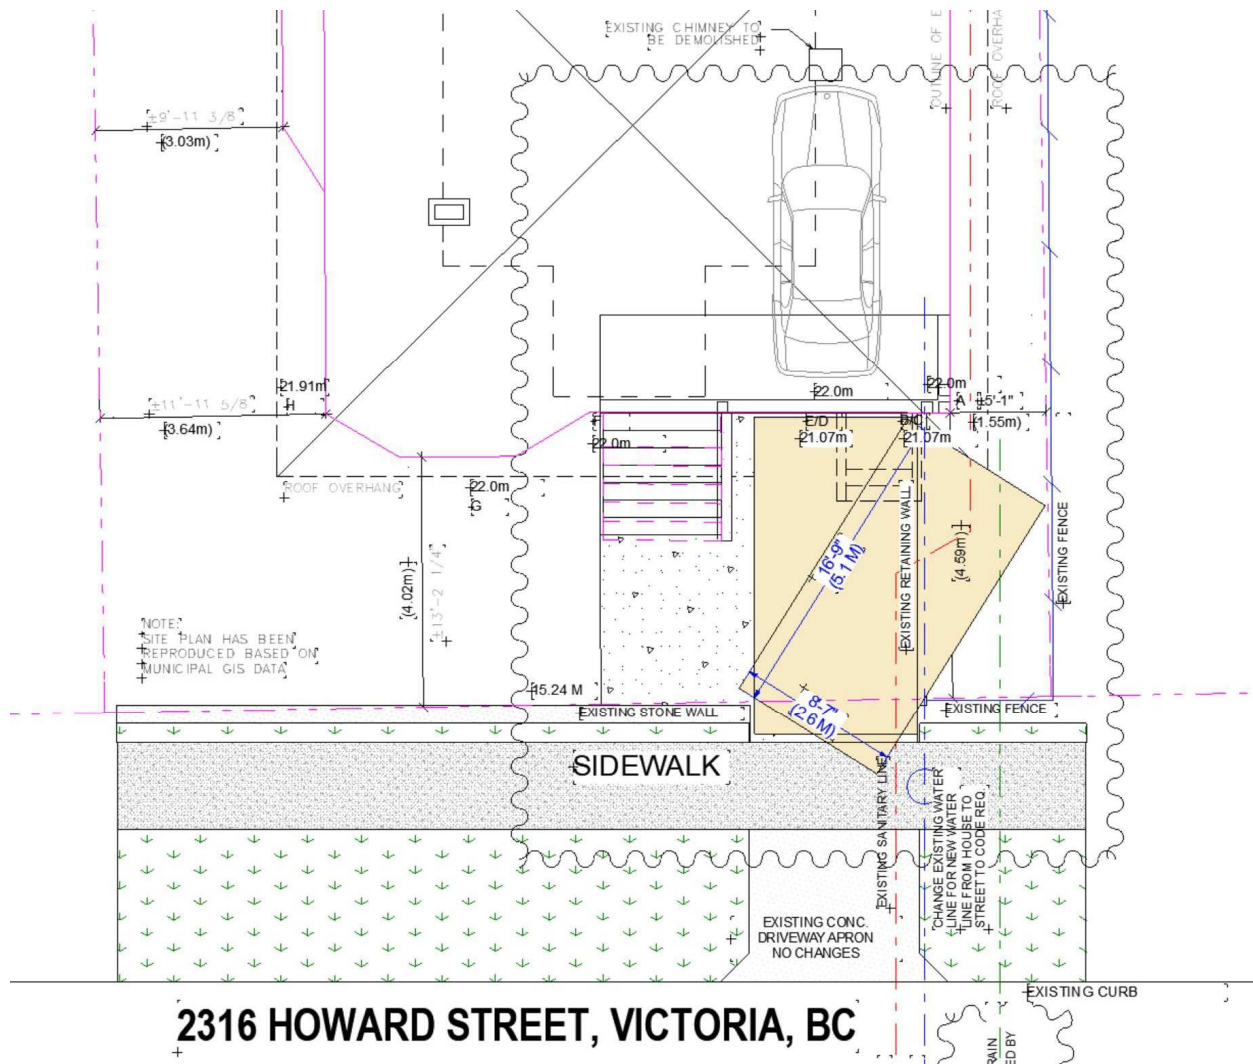 EXISTING CHIMNEY TO
BE DEMOLISHED
OUTLINE OF E
ROOF OVERHA
±9'-11 3/8"
(3.03m)
21.91m
H
±11'-11 5/8"
(3.64m)
22.0m
22.0m
A
±5'-1"
(1.55m)
E/D
D/C
21.07m
21.07m
22.0m
ROOF OVERHANG
22.0m
G
(4.02m)
±13'-2 1/4"
16'-9"
(5.1 M)
EXISTING RETAINING WALL
(4.59m)
EXISTING FENCE
NOTE:
SITE PLAN HAS BEEN
REPRODUCED BASED ON
MUNICIPAL GIS DATA
15.24 M
8-7"
(2.6 M)
EXISTING STONE WALL
EXISTING FENCE
SIDEWALK
EXISTING SANITARY LINE
CHANGE EXISTING WATER
LINE FOR NEW WATER
LINE FROM HOUSE TO
STREET TO CODE REQ.
EXISTING CONC.
DRIVEWAY APRON
NO CHANGES
EXISTING CURB
2316 HOWARD STREET, VICTORIA, BC
RAIN
ED BY